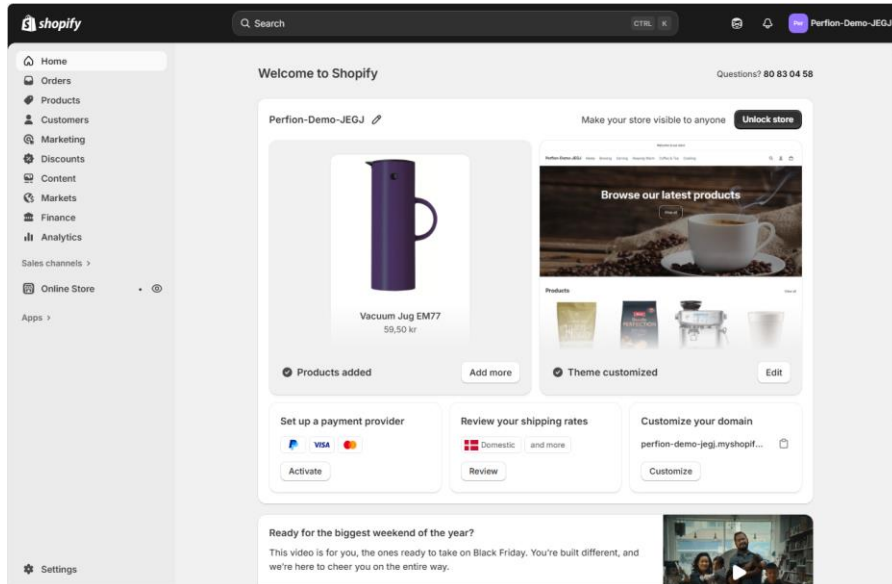 shopify
Search
CTRL K
Per
Perfion-Demo-JEGJ
Home
Orders
Products
Customers
Marketing
Discounts
Content
Markets
Finance
Analytics
Sales channels >
Online Store
Apps >
Settings
Welcome to Shopify
Questions? 80 83 04 58
Perfion-Demo-JEGJ
Make your store visible to anyone
Unlock store
Vacuum Jug EM77
59,50 kr
Products added
Add more
Perfion-Demo-JEGJ
Browse our latest products
Products
Theme customized
Edit
Set up a payment provider
VISA
Activate
Review your shipping rates
Domestic
and more
Review
Customize your domain
perfion-demo-jegj.myshopif...
Customize
Ready for the biggest weekend of the year?
This video is for you, the ones ready to take on Black Friday. You're built different, and
we're here to cheer you on the entire way.